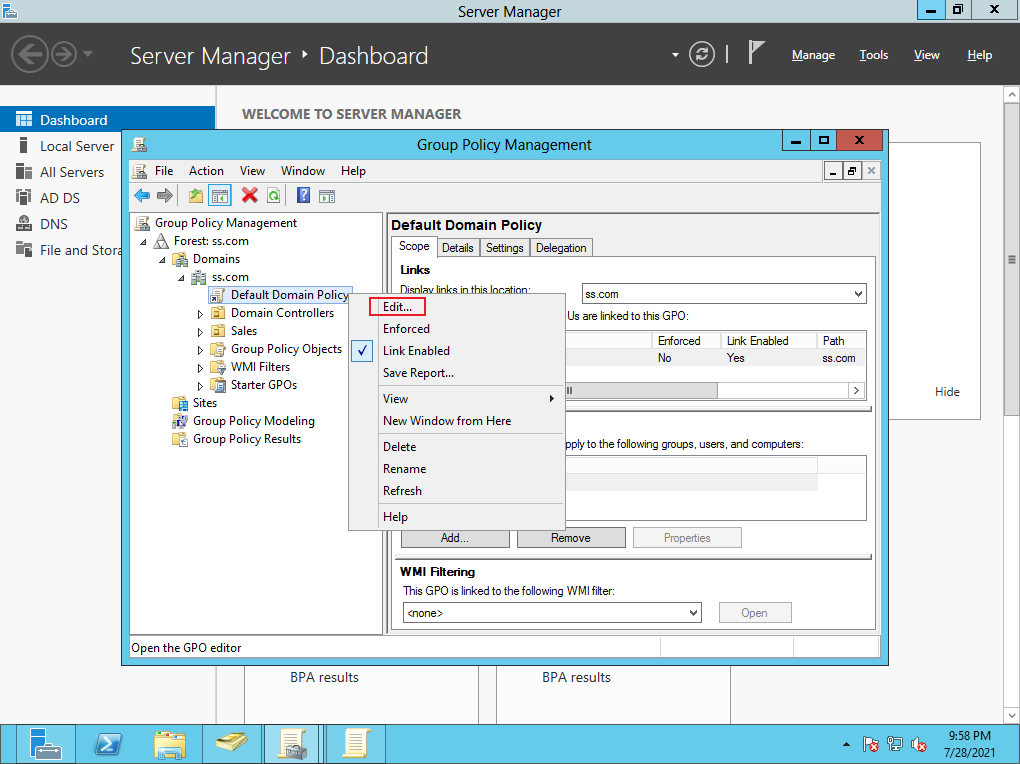 Server Manager
Server Manager • Dashboard
Manage Tools View Help
Dashboard
Local Server
All Servers
AD DS
DNS
File and Stora
WELCOME TO SERVER MANAGER
Group Policy Management
File Action View Window Help
Group Policy Management
Forest: ss.com
Domains
ss.com
Default Domain Policy
Domain Controllers
Sales
Group Policy Objects
WMI Filters
Starter GPOs
Sites
Group Policy Modeling
Group Policy Results
Edit...
Enforced
Link Enabled
Save Report...
View
New Window from Here
Delete
Rename
Refresh
Help
Default Domain Policy
Scope Details Settings Delegation
Links
Display links in this location: ss.com
Us are linked to this GPO:
Enforced Link Enabled Path
No Yes ss.com
pply to the following groups, users, and computers:
Add... Remove Properties
WMI Filtering
This GPO is linked to the following WMI filter:
<none> Open
Open the GPO editor
Hide
BPA results BPA results
9:58 PM
7/28/2021